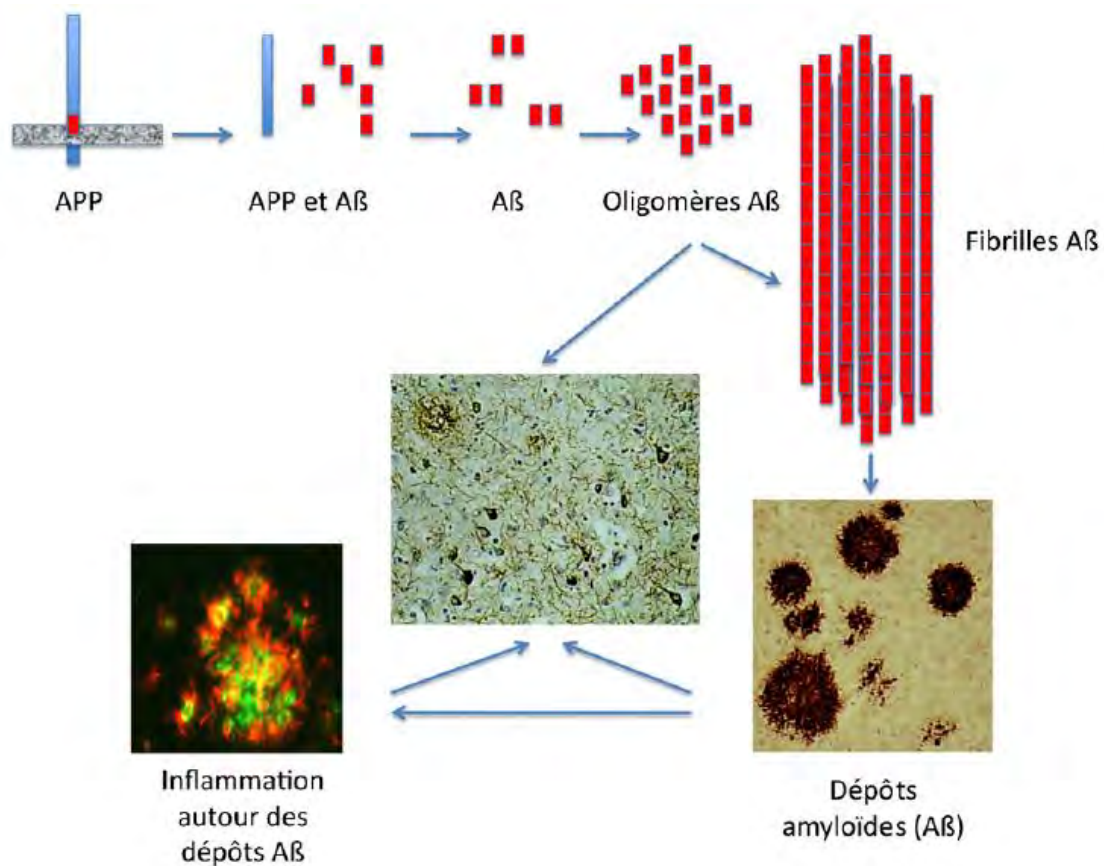 APP
APP et Aß
Aß
Oligomères Aß
Fibrilles Aß
Inflammation
autour des
dépôts Aß
Dépôts
amyloïdes (Aß)